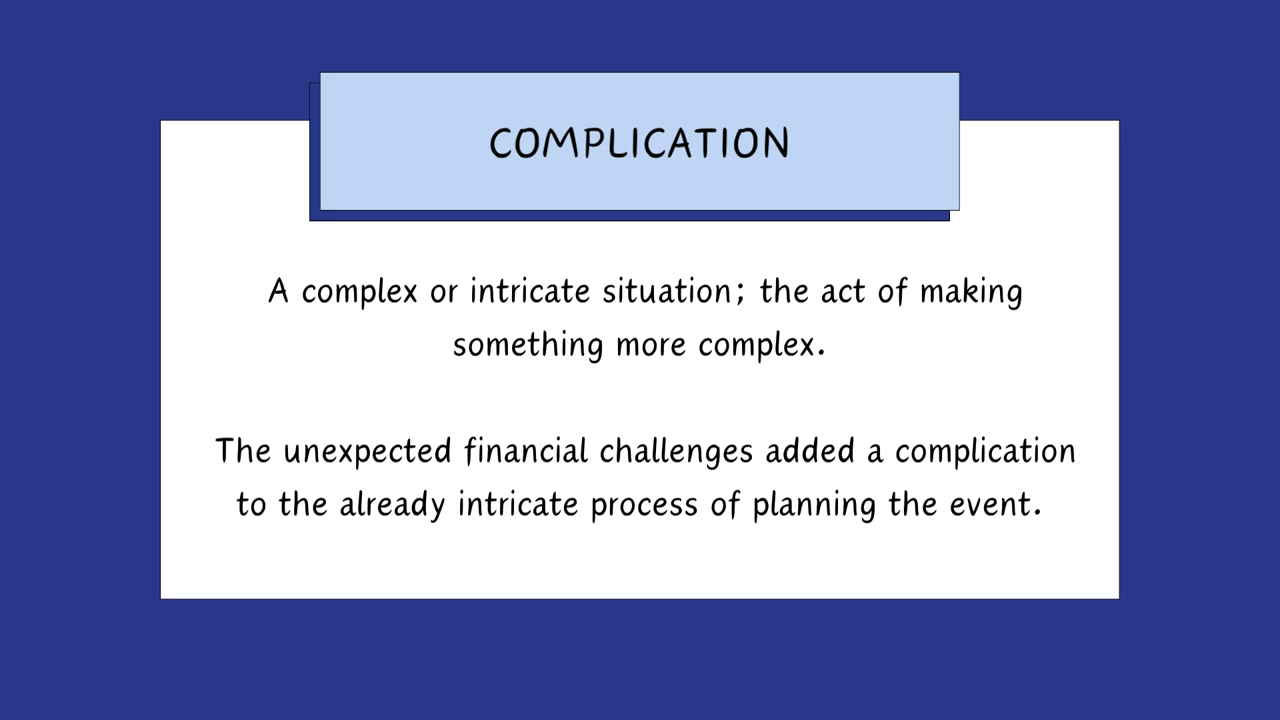 COMPLICATION
A complex or intricate situation; the act of making
something more complex.
The unexpected financial challenges added a complication
to the already intricate process of planning the event.